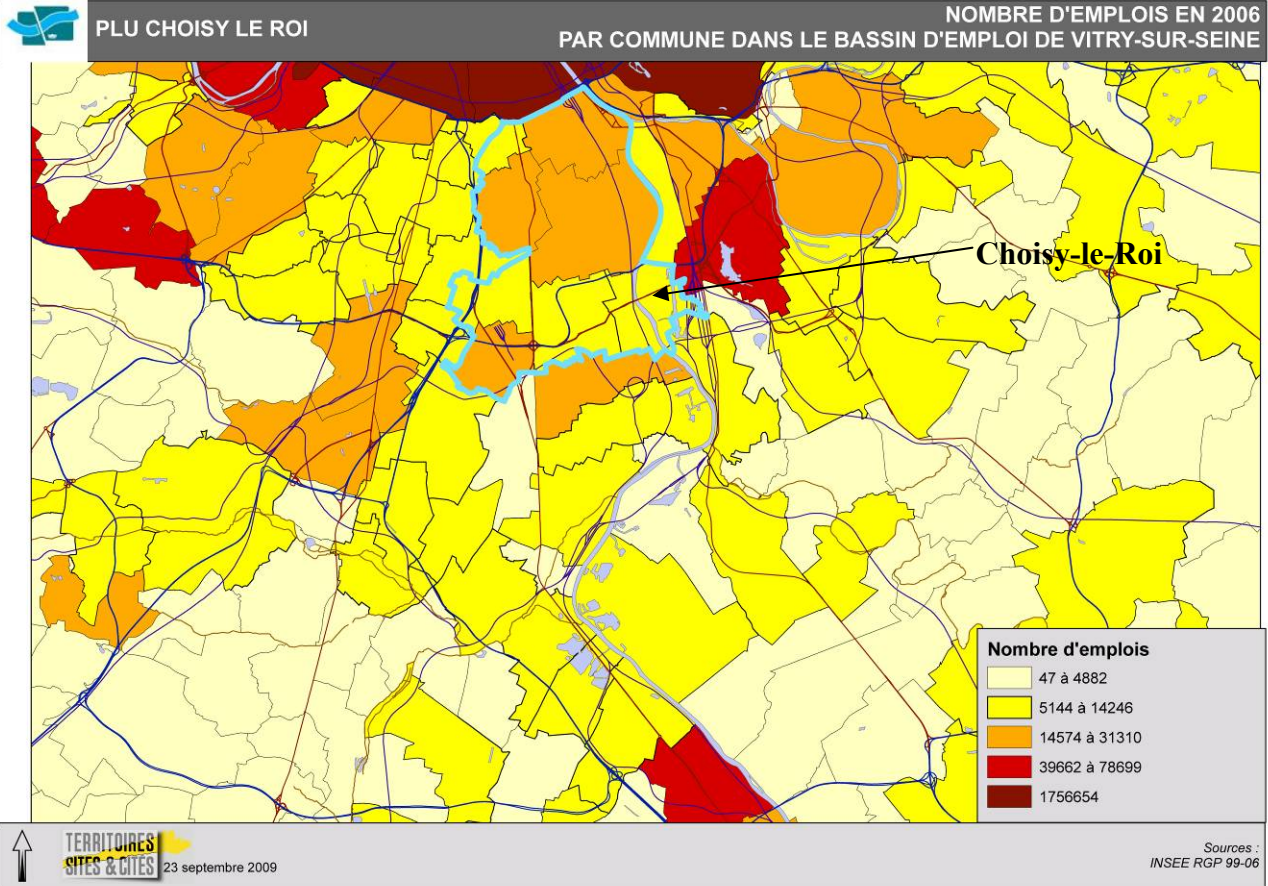 PLU CHOISY LE ROI
NOMBRE D'EMPLOIS EN 2006
PAR COMMUNE DANS LE BASSIN D'EMPLOI DE VITRY-SUR-SEINE
Choisy-le-Roi
Nombre d'emplois
47 à 4882
5144 à 14246
14574 à 31310
39662 à 78699
1756654
TERRITOIRES
SITES & CITÉS
23 septembre 2009
Sources :
INSEE RGP 99-06